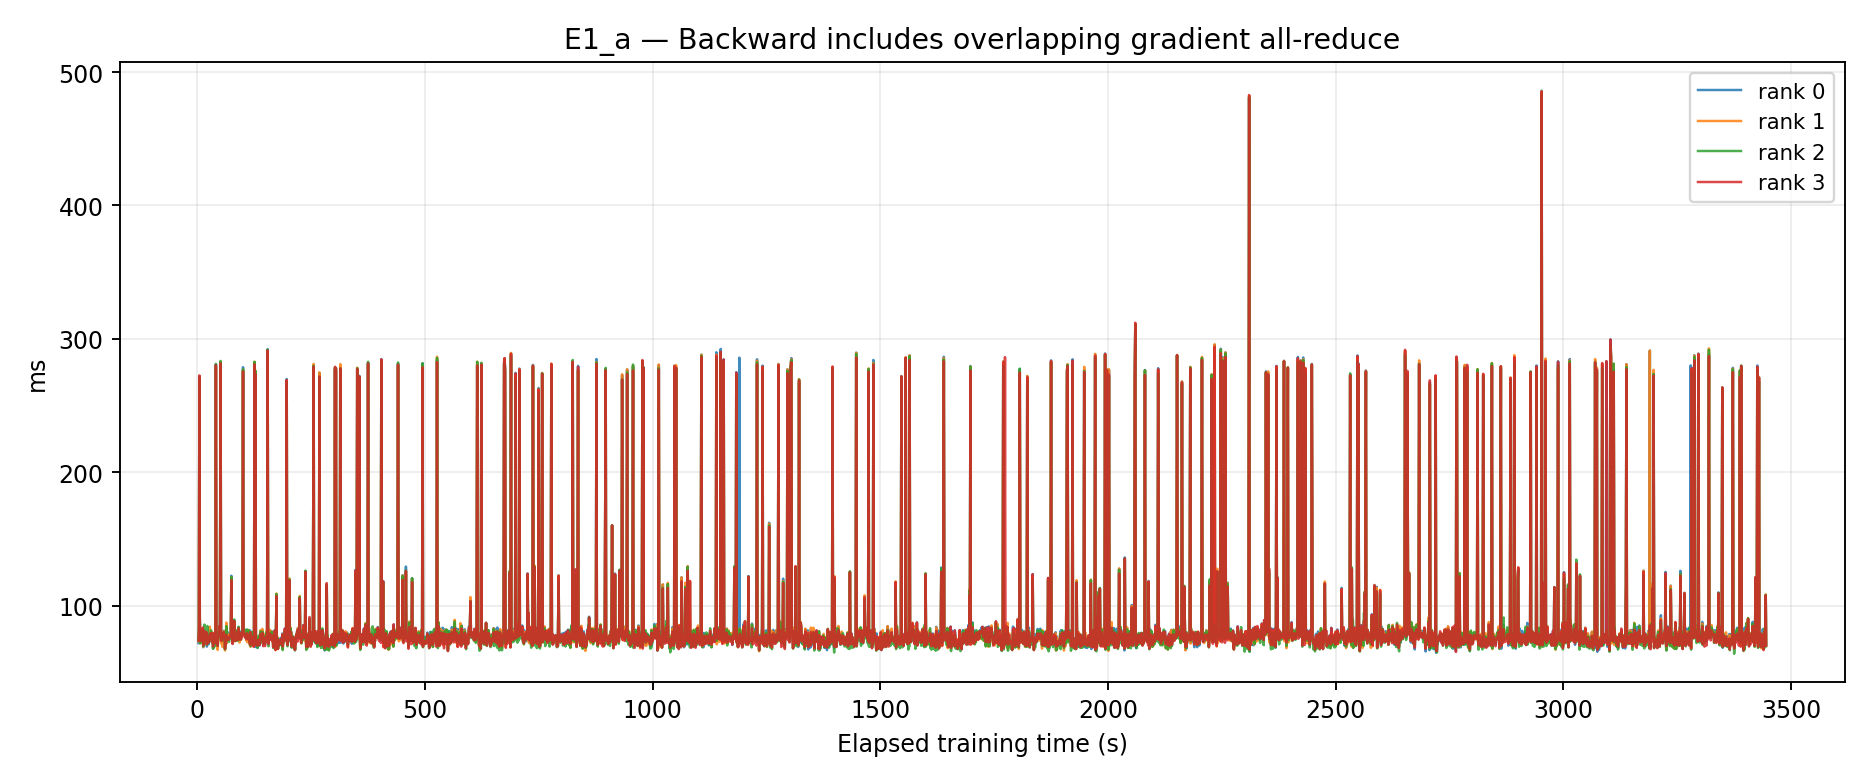 E1_a — Backward includes overlapping gradient all-reduce
500
400
300
200
100
ms
rank 0
rank 1
rank 2
rank 3
0
500
1000
1500
2000
2500
3000
3500
Elapsed training time (s)